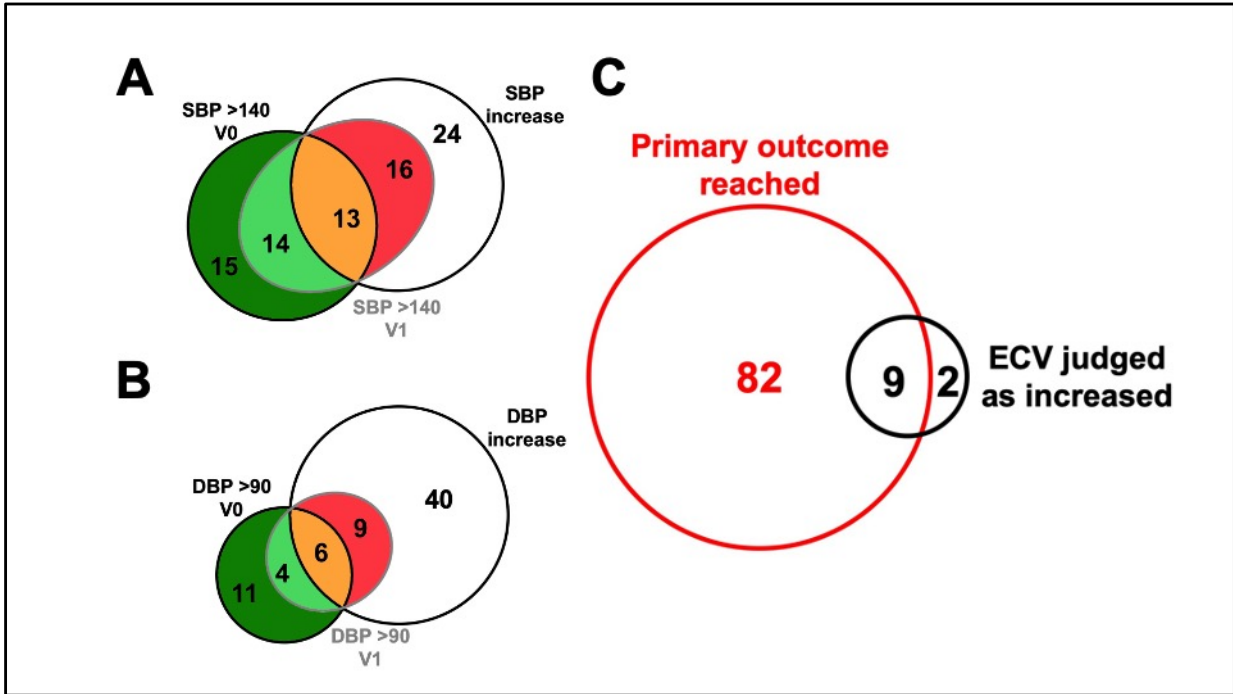 A
SBP >140
V0
SBP
increase
24
16
13
14
15
SBP >140
V1
B
DBP >90
V0
DBP
increase
40
9
6
4
11
DBP >90
V1
C
Primary outcome
reached
82
9
2
ECV judged
as increased